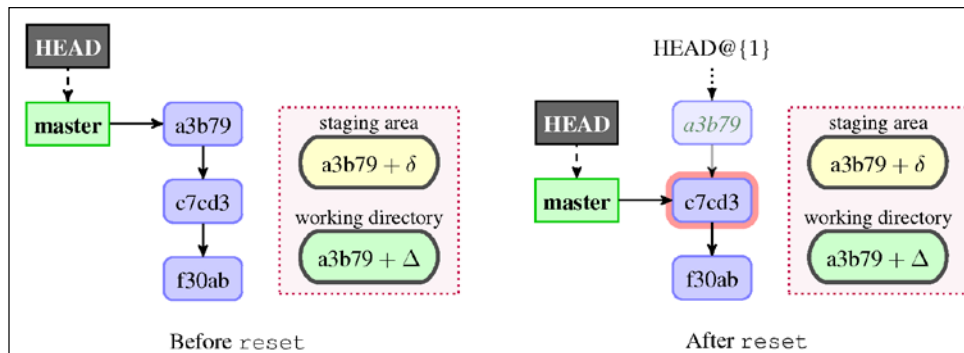 HEAD
master
a3b79
c7cd3
f30ab
staging area
a3b79 + δ
working directory
a3b79 + Δ
Before reset
HEAD@{1}
HEAD
a3b79
master
c7cd3
f30ab
staging area
a3b79 + δ
working directory
a3b79 + Δ
After reset